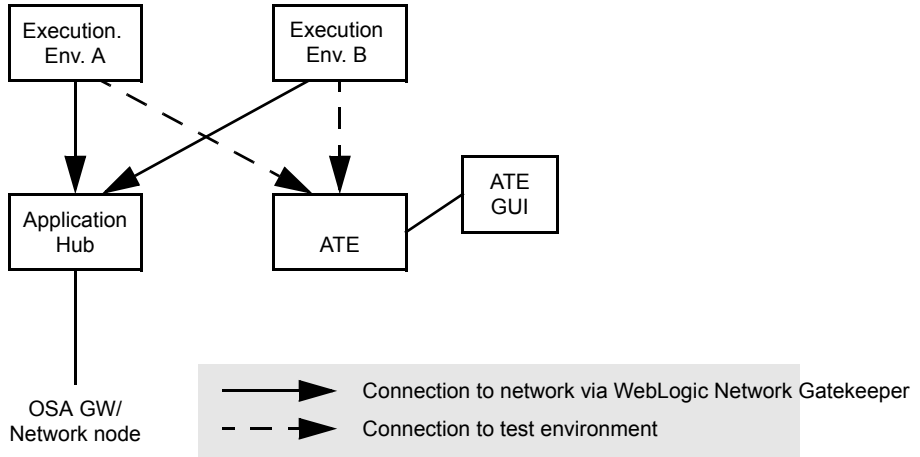 Execution.
Env. A
Execution
Env. B
Application
Hub
ATE
ATE
GUI
OSA GW/
Network node
Connection to network via WebLogic Network Gatekeeper
Connection to test environment